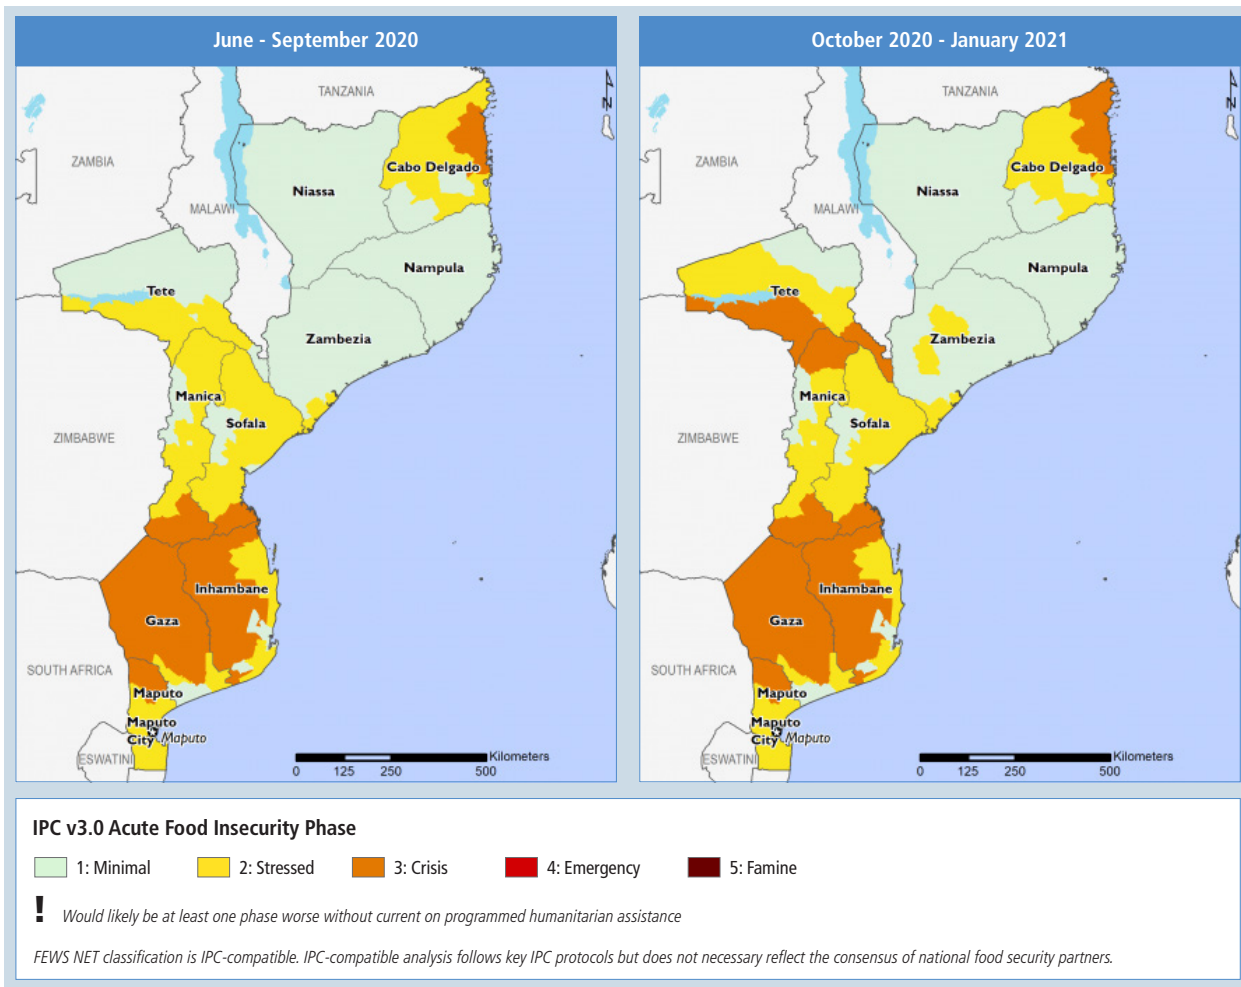 June - September 2020
TANZANIA
N
ZAMBIA
Cabo Delgado
Niassa
MALAWI
Nampula
Tete
Zambezia
Manica
Sofala
ZIMBABWE
Inhambane
Gaza
SOUTH AFRICA
Maputo
Maputo
City
Maputo
ESWATINI
Kilometers
0 125 250 500
October 2020 - January 2021
TANZANIA
N
ZAMBIA
Cabo Delgado
Niassa
MALAWI
Nampula
Tete
Zambezia
Manica
Sofala
ZIMBABWE
Inhambane
Gaza
SOUTH AFRICA
Maputo
Maputo
City
Maputo
ESWATINI
Kilometers
0 125 250 500
IPC v3.0 Acute Food Insecurity Phase
1: Minimal 2: Stressed 3: Crisis 4: Emergency 5: Famine
! Would likely be at least one phase worse without current on programmed humanitarian assistance
FEWS NET classification is IPC-compatible. IPC-compatible analysis follows key IPC protocols but does not necessary reflect the consensus of national food security partners.